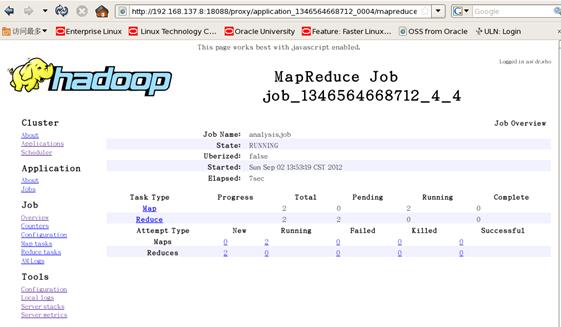 http://192.168.137.8:18088/proxy/application_1346564668712_0004/mapreduce
Google
访问最多 Enterprise Linux Linux Technology C... Oracle University Feature: Faster Linux... OSS from Oracle ULN: Login
This page works best with javascript enabled.
Logged in as: dr.who
hadoop
MapReduce Job
job_1346564668712_4_4
Cluster
About
Applications
Scheduler
Application
About
Jobs
Job
Overview
Counters
Configuration
Map tasks
Reduce tasks
AM Logs
Tools
Configuration
Local logs
Server stacks
Server metrics
Job Overview
Job Name: analysis.job
State: RUNNING
Uberized: false
Started: Sun Sep 02 13:53:19 CST 2012
Elapsed: 7sec
Task Type Progress Total Pending Running Complete
Map 2 0 2 0
Reduce 2 2 0 0
Attempt Type New Running Failed Killed Successful
Maps 0 2 0 0 0
Reduces 2 0 0 0 0